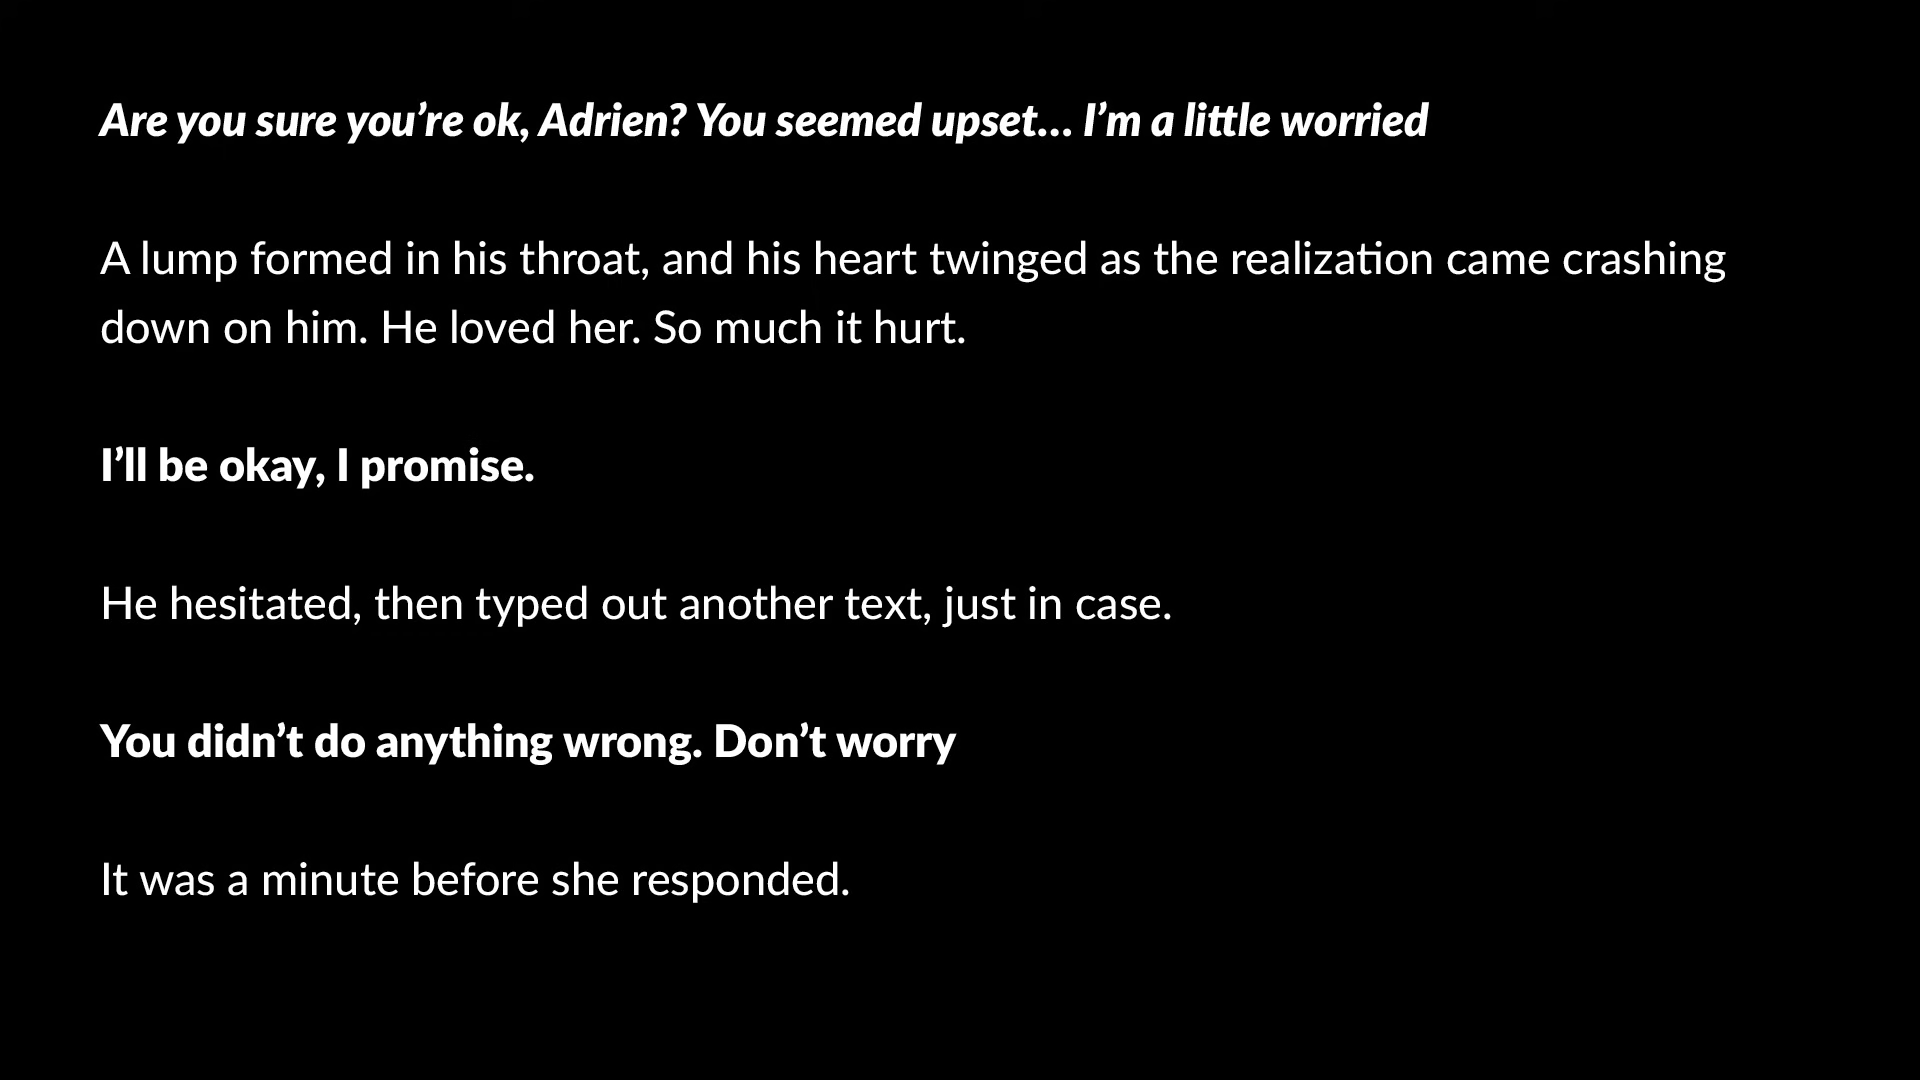 Are you sure you’re ok, Adrien? You seemed upset... I’m a little worried
A lump formed in his throat, and his heart twinged as the realization came crashing
down on him. He loved her. So much it hurt.
I’ll be okay, I promise.
He hesitated, then typed out another text, just in case.
You didn’t do anything wrong. Don’t worry
It was a minute before she responded.